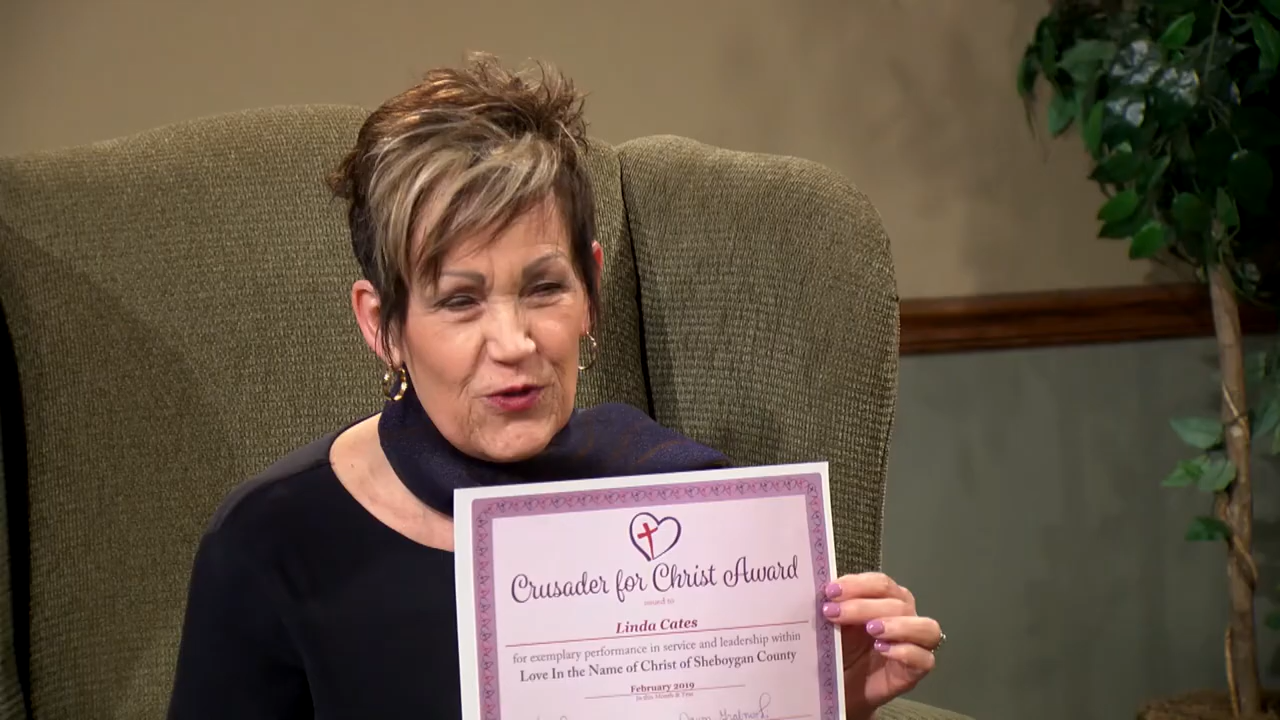 Crusader for Christ Award
Linda Cates
for exemplary performance in service and leadership within
Love In the Name of Christ of Sheboygan County
February 2019